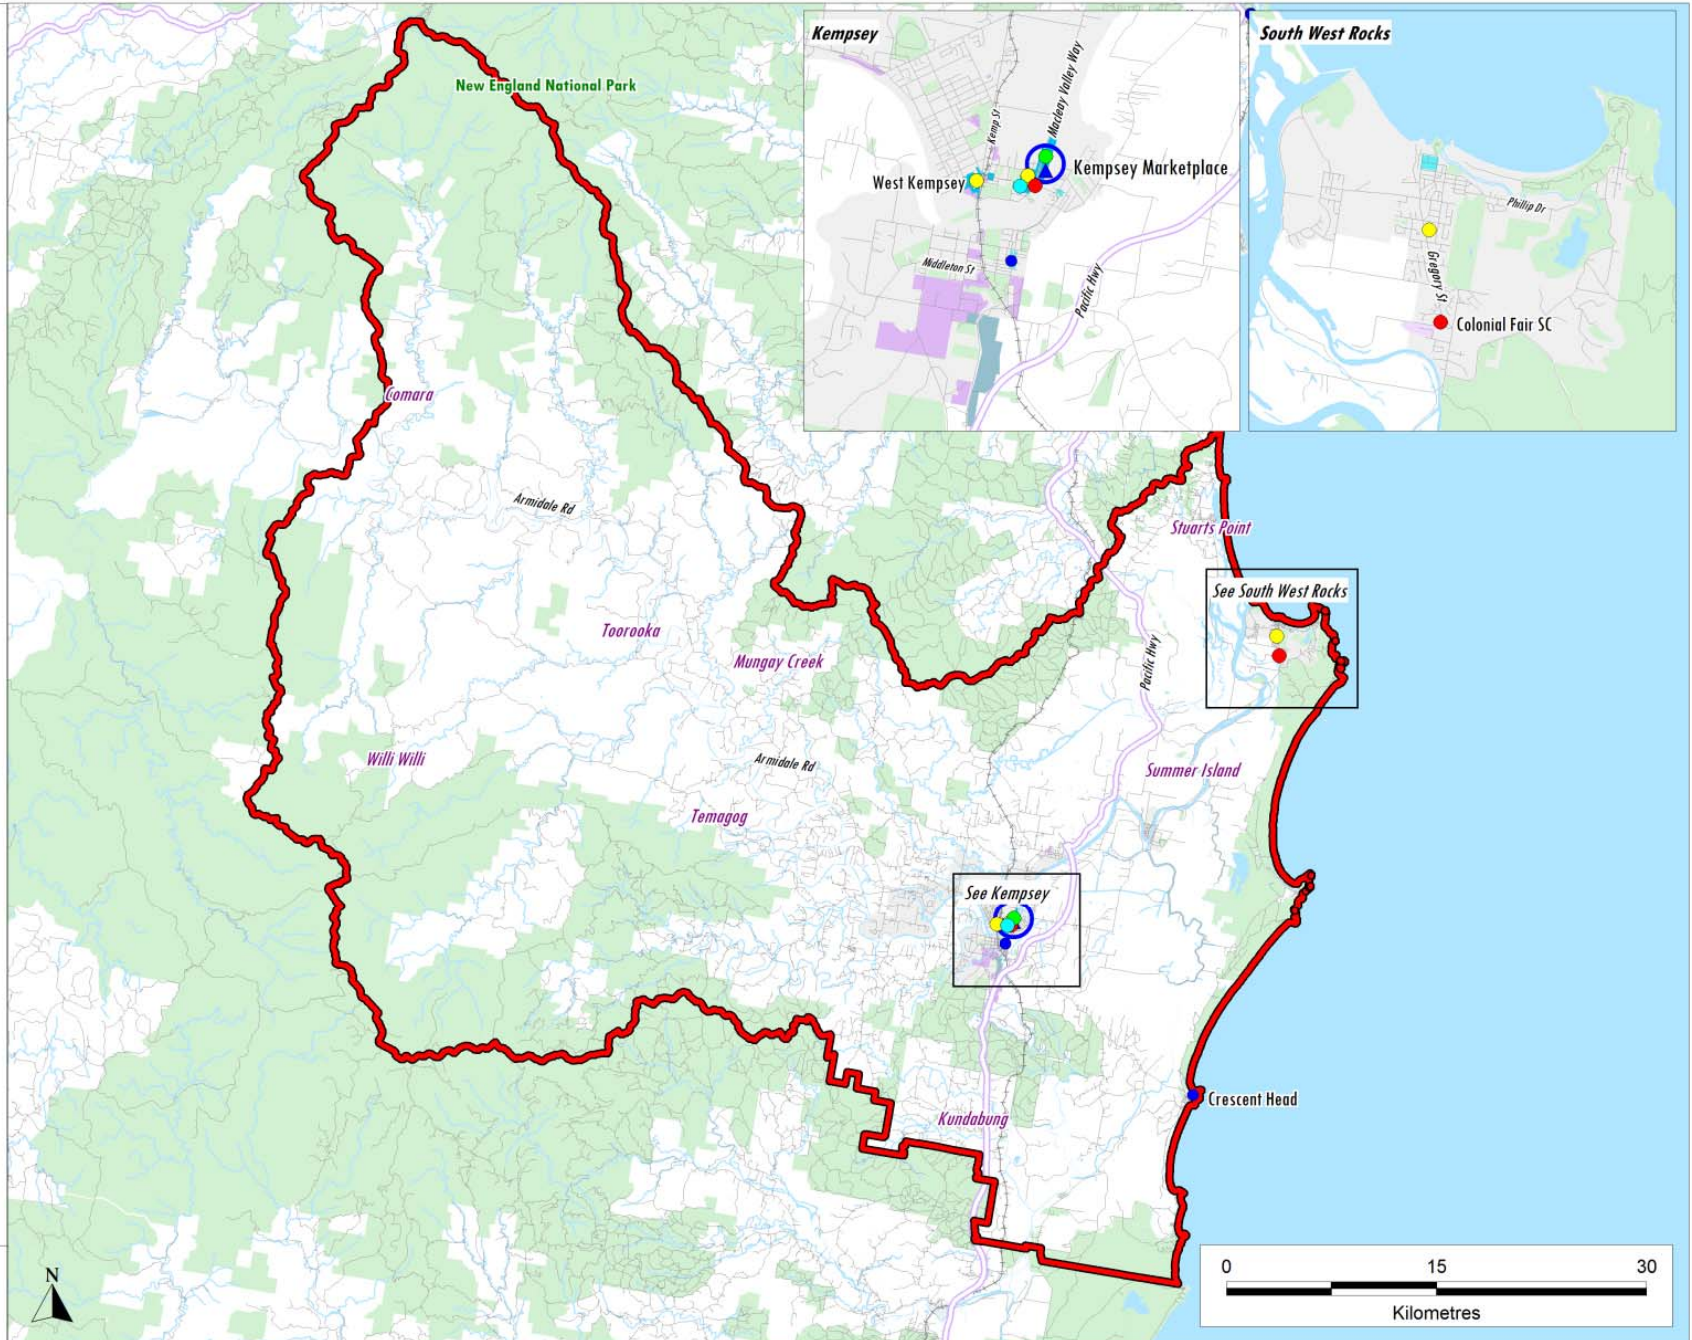 Kempsey
South West Rocks
New England National Park
Kemp St
Macleay Valley Way
Kempsey Marketplace
West Kempsey
Phillip Dr
Middleton St
Gregory St
Pacific Hwy
Colonial Fair SC
Comara
Armidale Rd
Stuarts Point
See South West Rocks
Toorooka
Mungay Creek
Pacific Hwy
Willi Willi
Armidale Rd
Summer Island
Temagog
See Kempsey
Crescent Head
Kundabung
N
0 15 30
Kilometres